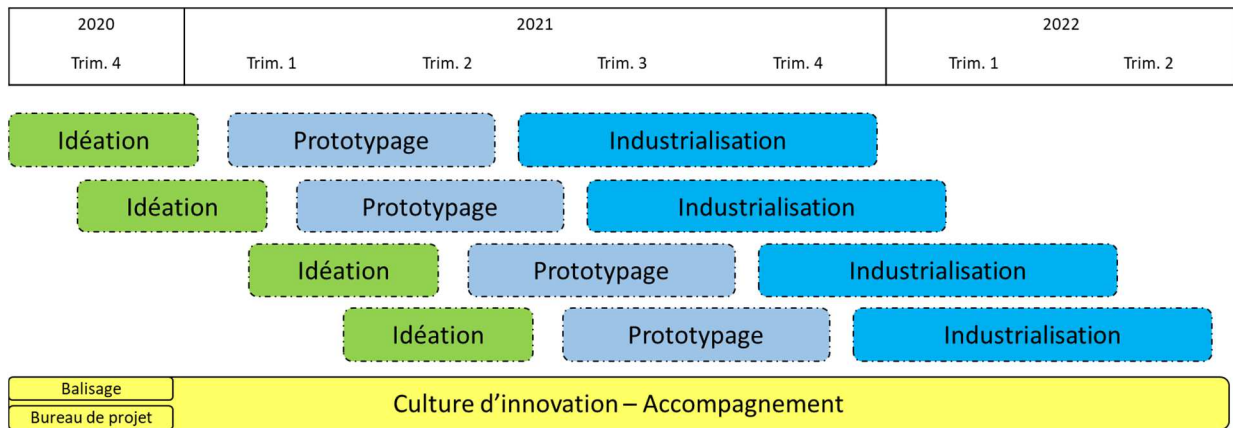 2020 2021 2022
Trim. 4 Trim. 1 Trim. 2 Trim. 3 Trim. 4 Trim. 1 Trim. 2
Idéation Prototypage Industrialisation
Idéation Prototypage Industrialisation
Idéation Prototypage Industrialisation
Idéation Prototypage Industrialisation
Balisage
Culture d’innovation – Accompagnement
Bureau de projet